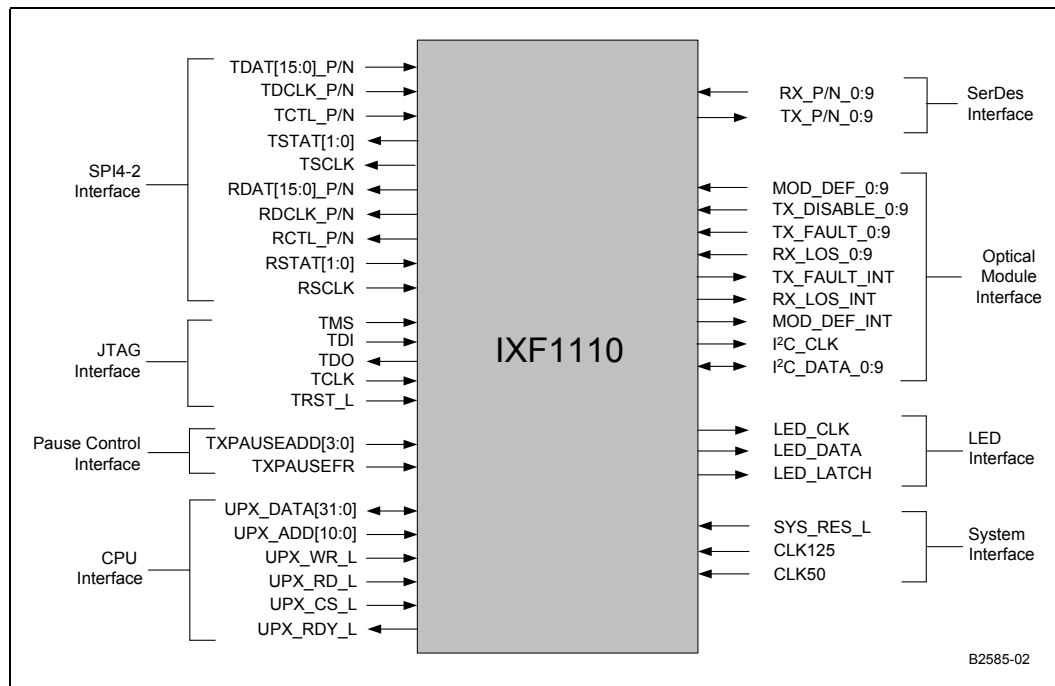 SPI4-2
Interface
TDAT[15:0]_P/N
TDCLK_P/N
TCTL_P/N
TSTAT[1:0]
TSCLK
RDAT[15:0]_P/N
RDCLK_P/N
RCTL_P/N
RSTAT[1:0]
RSCLK
JTAG
Interface
TMS
TDI
TDO
TCLK
TRST_L
Pause Control
Interface
TXPAUSEADD[3:0]
TXPAUSEFR
CPU
Interface
UPX_DATA[31:0]
UPX_ADD[10:0]
UPX_WR_L
UPX_RD_L
UPX_CS_L
UPX_RDY_L
IXF1110
RX_P/N_0:9
TX_P/N_0:9
SerDes
Interface
MOD_DEF_0:9
TX_DISABLE_0:9
TX_FAULT_0:9
RX_LOS_0:9
TX_FAULT_INT
RX_LOS_INT
MOD_DEF_INT
I²C_CLK
I²C_DATA_0:9
Optical
Module
Interface
LED_CLK
LED_DATA
LED_LATCH
LED
Interface
SYS_RES_L
CLK125
CLK50
System
Interface
B2585-02